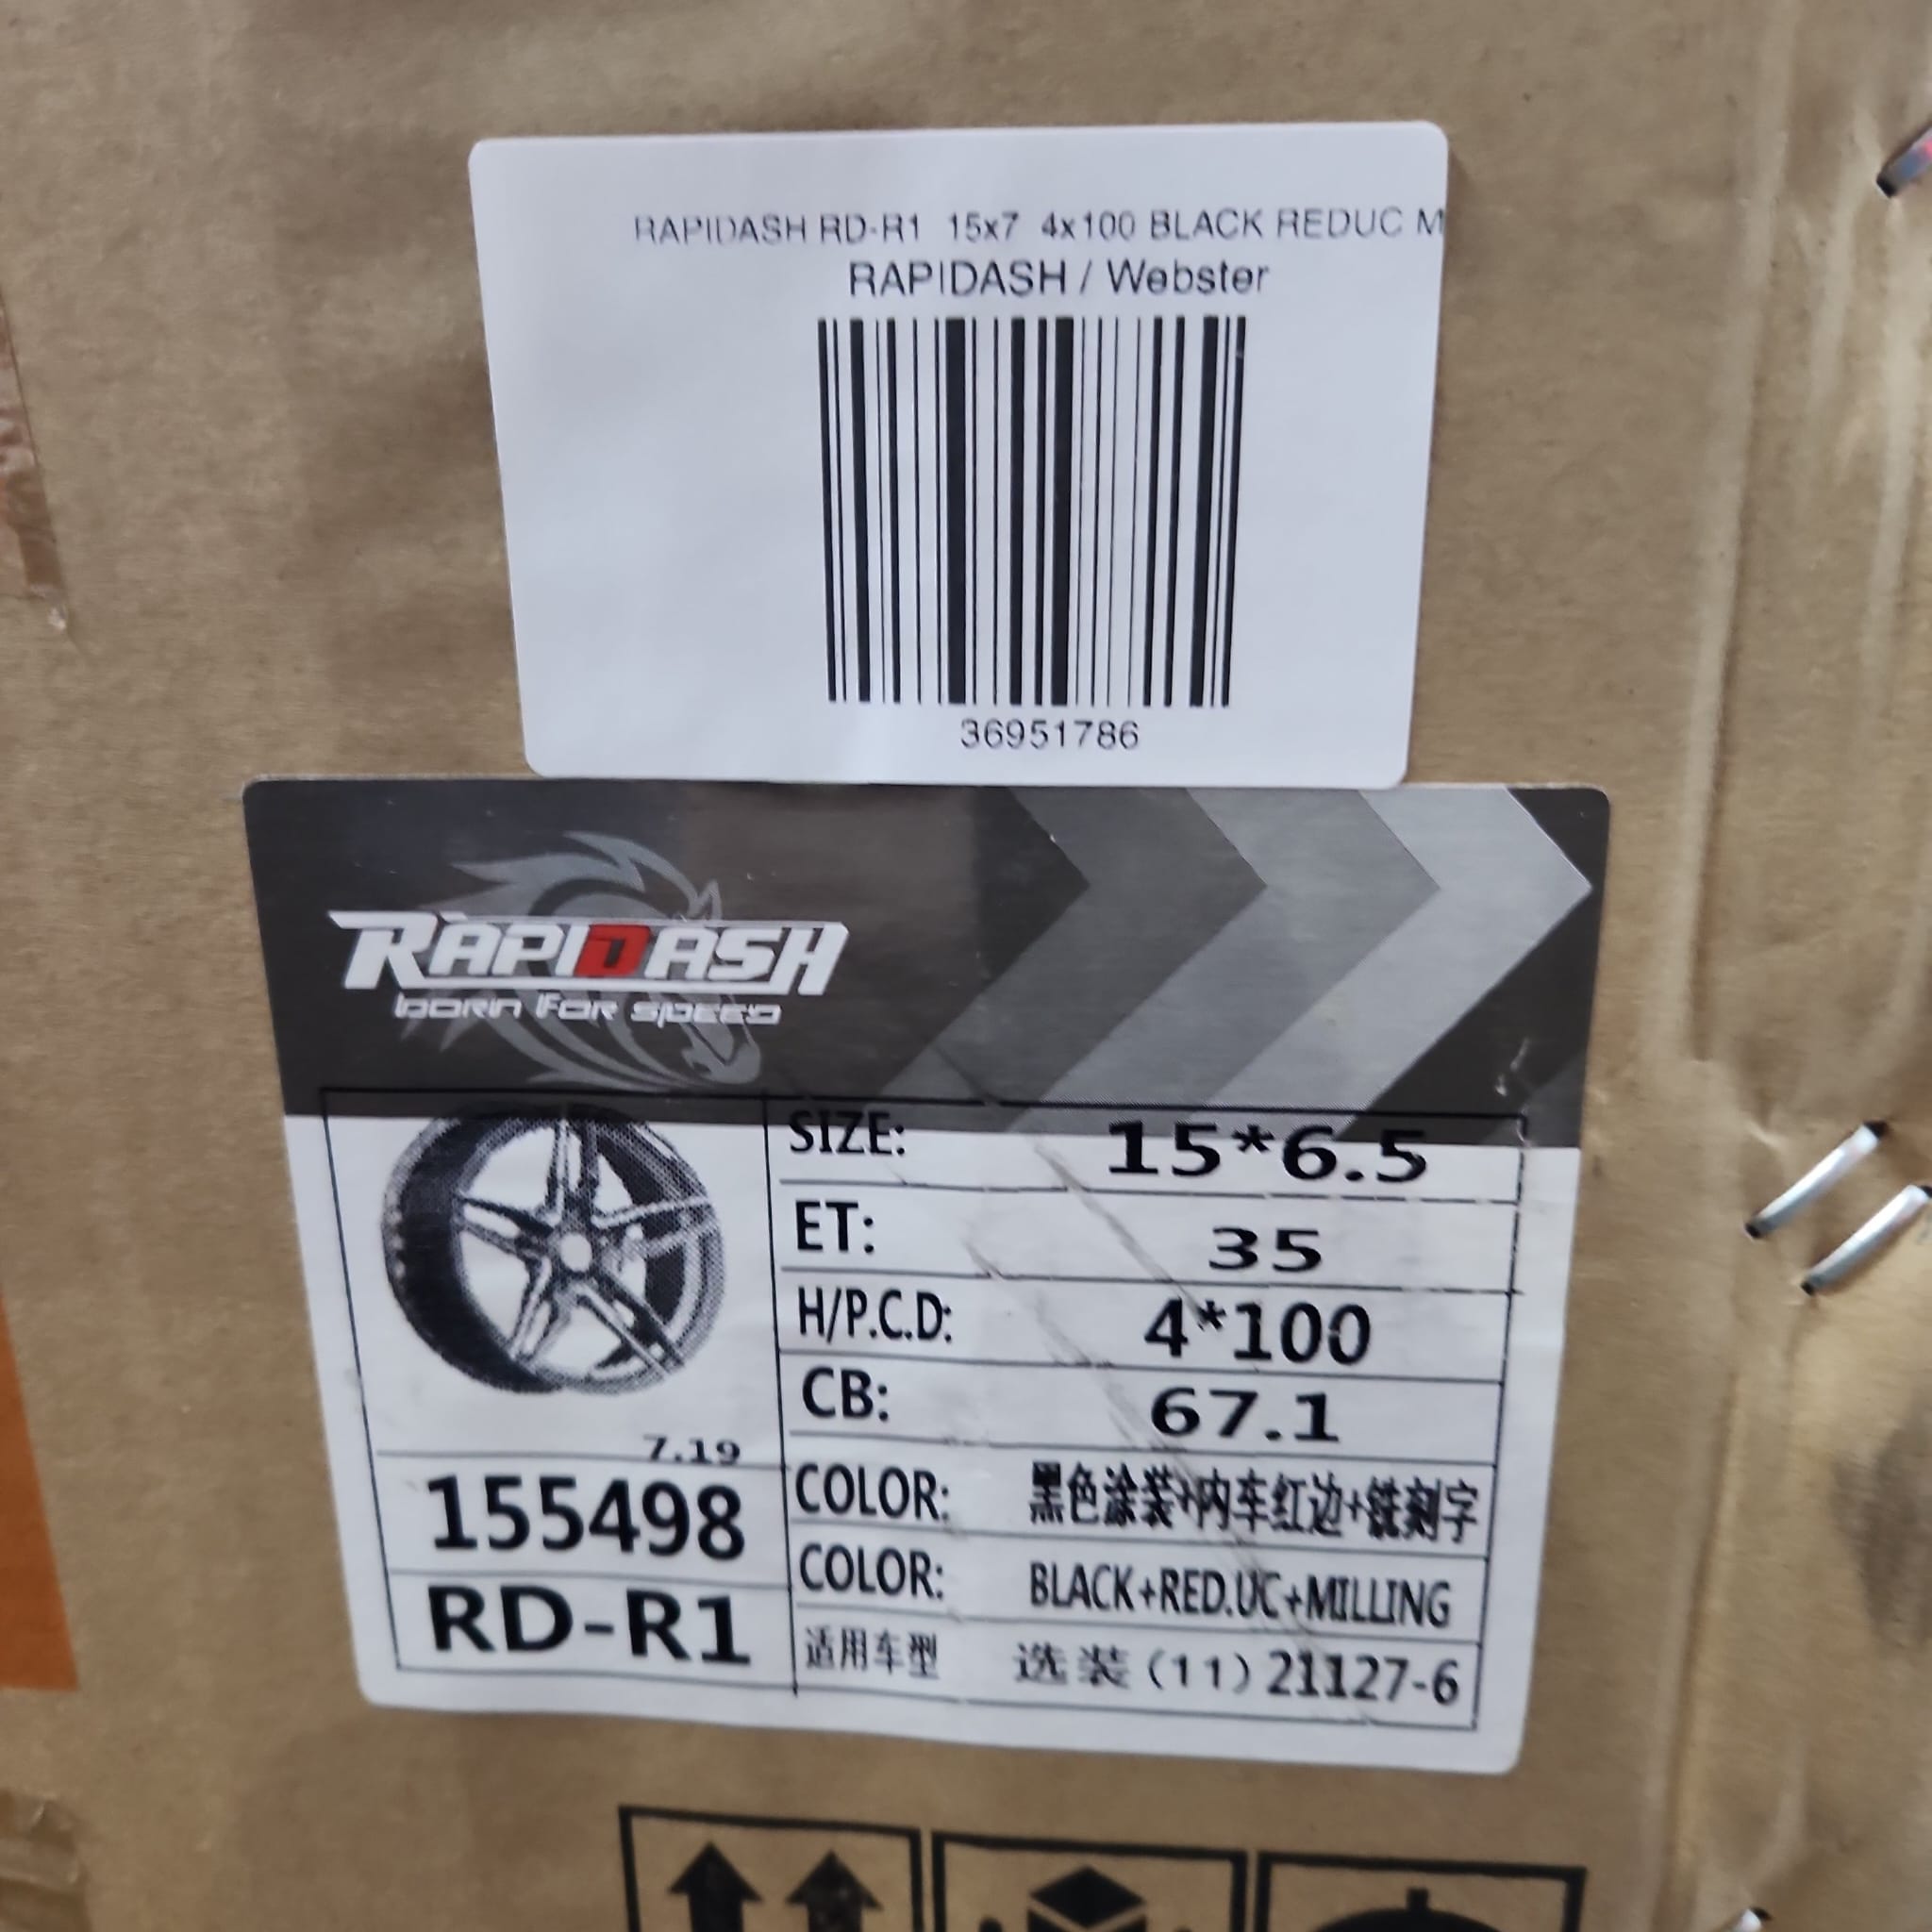 RAPIDASH RD-R1 15x7 4x100 BLACK REDUC M
RAPIDASH / Webster
36951786
RAPIDASH
BORN FOR SPEED
SIZE: 15*6.5
ET: 35
H/P.C.D: 4*100
CB: 67.1
7.19
155498
RD-R1
COLOR: 黑色涂装+内车红边+铣刻字
COLOR: BLACK+RED.UC+MILLING
适用车型 选装(11)21127-6